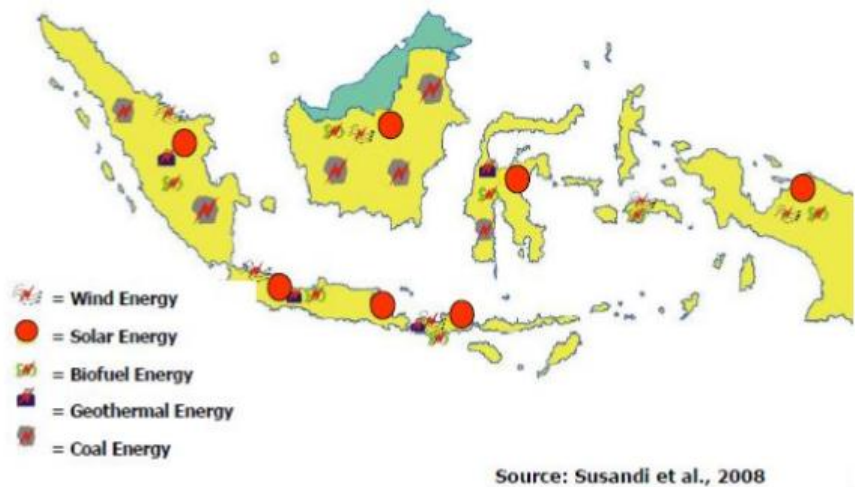 = Wind Energy
= Solar Energy
= Biofuel Energy
= Geothermal Energy
= Coal Energy
Source: Susandi et al., 2008